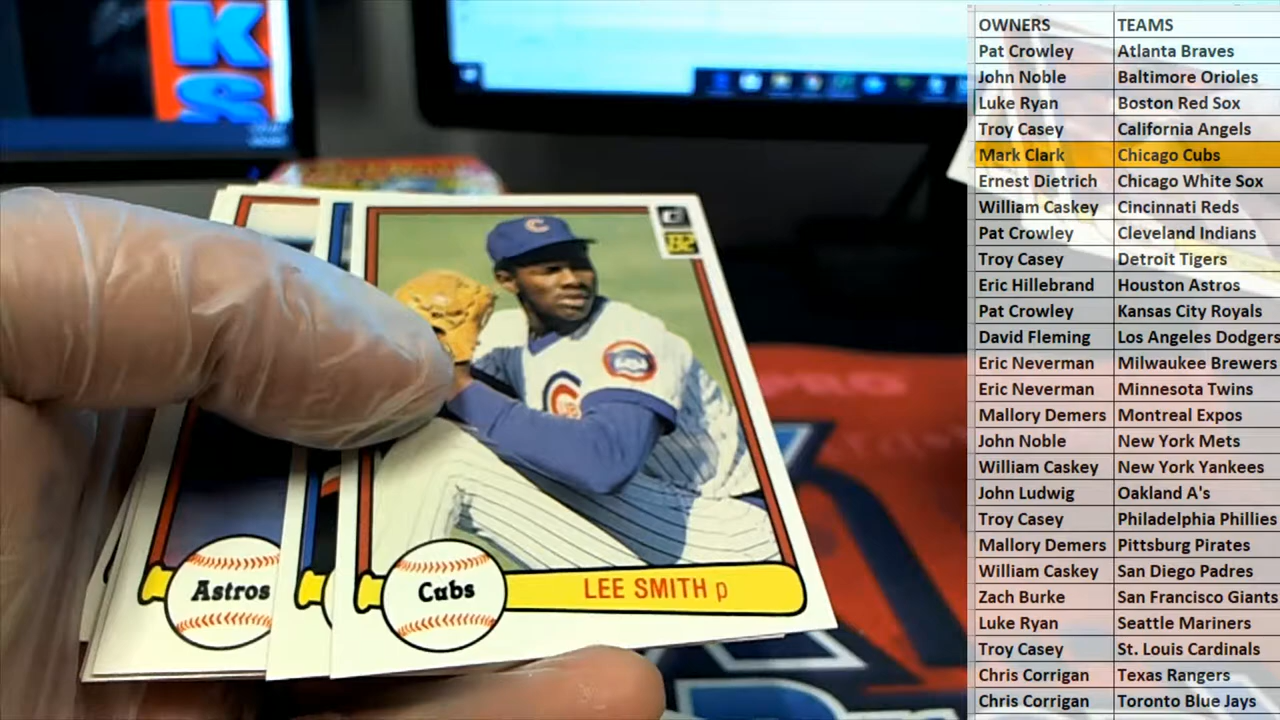 KS
C
82
C
Cubs LEE SMITH p
Astros
OWNERS TEAMS
Pat Crowley Atlanta Braves
John Noble Baltimore Orioles
Luke Ryan Boston Red Sox
Troy Casey California Angels
Mark Clark Chicago Cubs
Ernest Dietrich Chicago White Sox
William Caskey Cincinnati Reds
Pat Crowley Cleveland Indians
Troy Casey Detroit Tigers
Eric Hillebrand Houston Astros
Pat Crowley Kansas City Royals
David Fleming Los Angeles Dodgers
Eric Neverman Milwaukee Brewers
Eric Neverman Minnesota Twins
Mallory Demers Montreal Expos
John Noble New York Mets
William Caskey New York Yankees
John Ludwig Oakland A's
Troy Casey Philadelphia Phillies
Mallory Demers Pittsburg Pirates
William Caskey San Diego Padres
Zach Burke San Francisco Giants
Luke Ryan Seattle Mariners
Troy Casey St. Louis Cardinals
Chris Corrigan Texas Rangers
Chris Corrigan Toronto Blue Jays